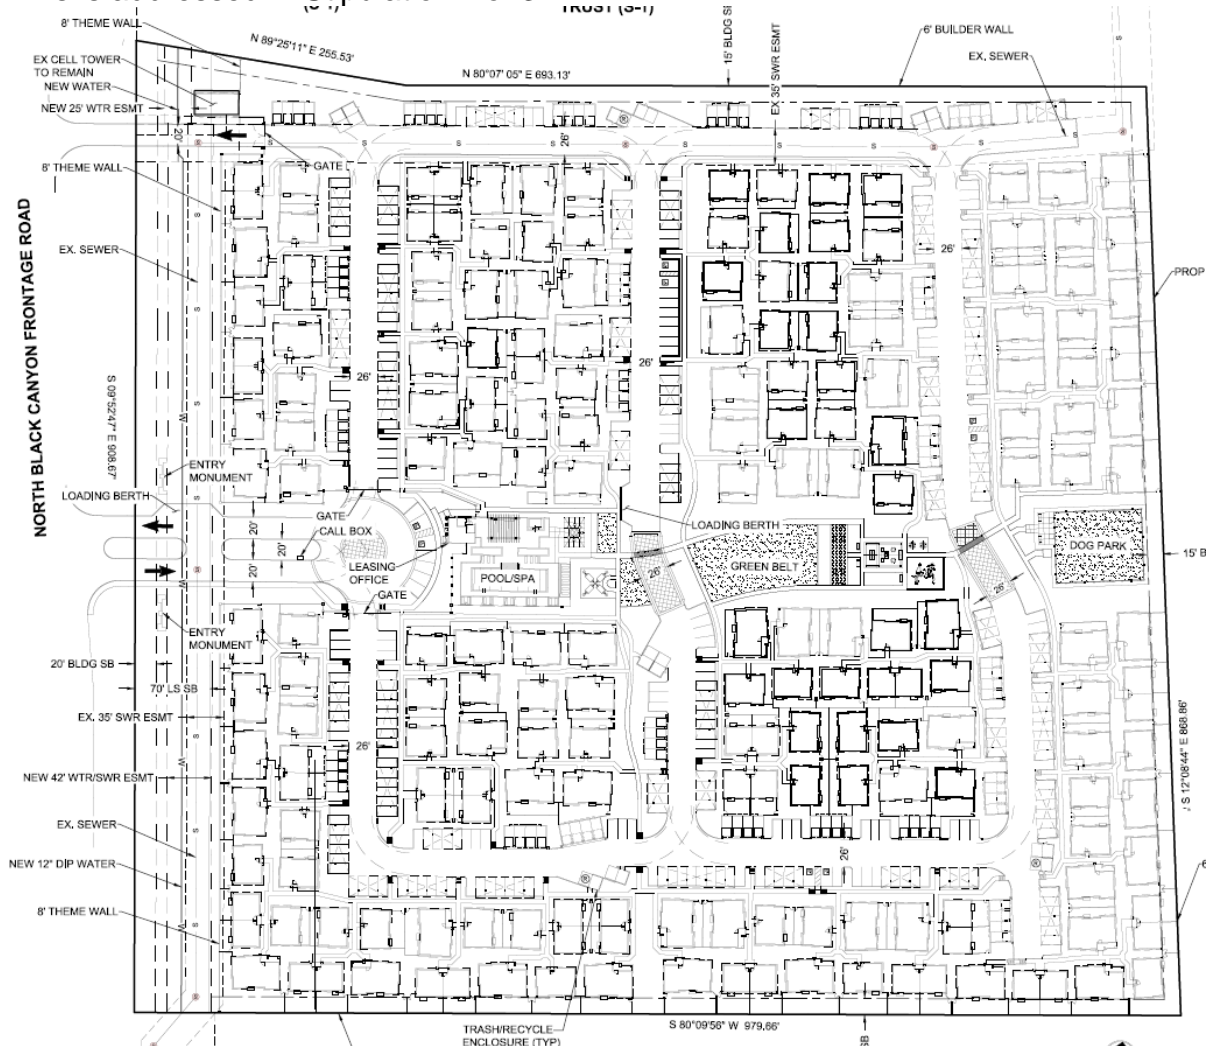 TRUST (S-1)
8' THEME WALL
N 89°25'11" E 255.53'
N 80°07' 05" E 693.13'
15' BLDG
EX 35' SWR ESMT
6' BUILDER WALL
EX. SEWER
EX CELL TOWER
TO REMAIN
NEW WATER
NEW 25' WTR ESMT
20'
26'
GATE
8' THEME WALL
EX. SEWER
NORTH BLACK CANYON FRONTAGE ROAD
26'
PROP
26'
26'
S 09°52'47" E 908.67'
ENTRY
MONUMENT
LOADING BERTH
GATE
CALL BOX
20'
20'
20'
LEASING
OFFICE
POOL/SPA
GATE
LOADING BERTH
GREEN BELT
26'
DOG PARK
15' B
26'
ENTRY
MONUMENT
20' BLDG SB
70' LS SB
EX. 35' SWR ESMT
26'
NEW 42' WTR/SWR ESMT
S 12°08'44" E 868.86'
EX. SEWER
NEW 12" DIP WATER
26'
6
8' THEME WALL
TRASH/RECYCLE
ENCLOSURE (TYP)
S 80°09'56" W 979.66'
SB